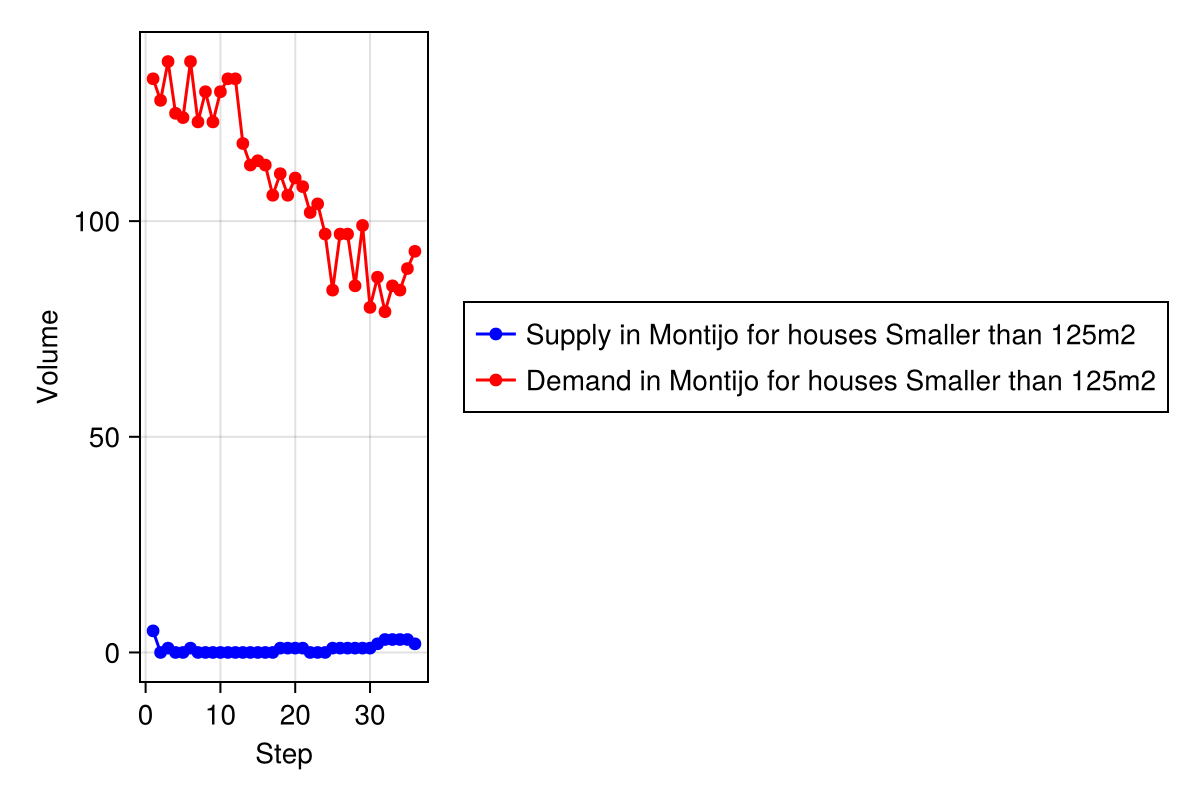 Volume
100
50
0
0 10 20 30
Step
Supply in Montijo for houses Smaller than 125m2
Demand in Montijo for houses Smaller than 125m2